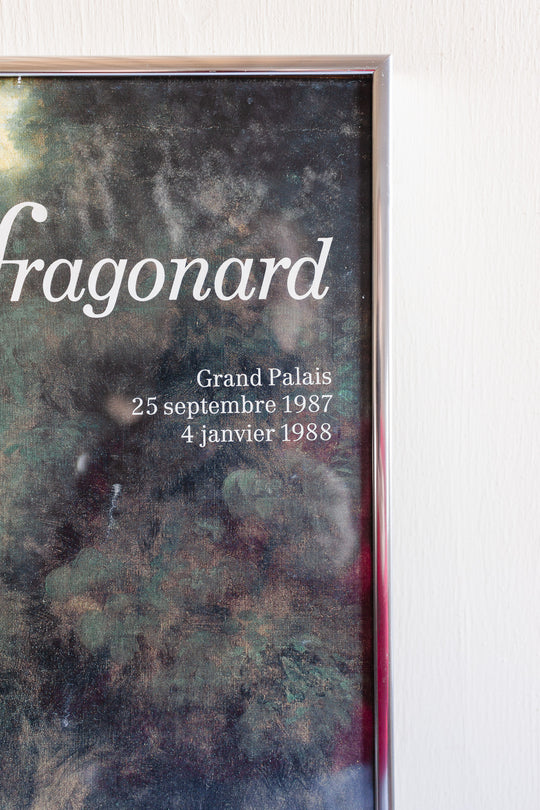 fragonard
Grand Palais
25 septembre 1987
4 janvier 1988